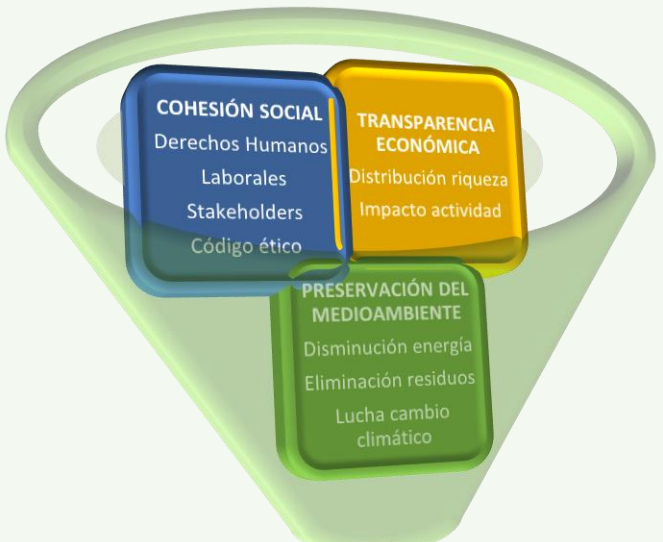 COHESIÓN SOCIAL
Derechos Humanos
Laborales
Stakeholders
Código ético
TRANSPARENCIA
ECONÓMICA
Distribución riqueza
Impacto actividad
PRESERVACIÓN DEL
MEDIOAMBIENTE
Disminución energía
Eliminación residuos
Lucha cambio
climático